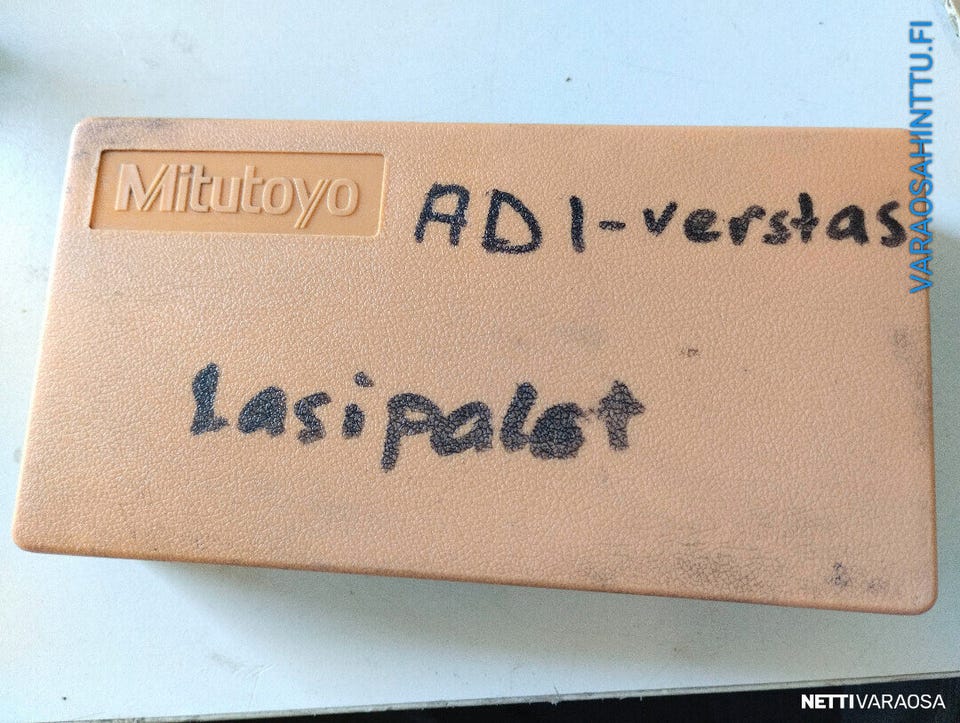 Mitutoyo
ADI-verstas
Lasipalat
VARAOSAHINTTU.FI
NETTIVARAOSA